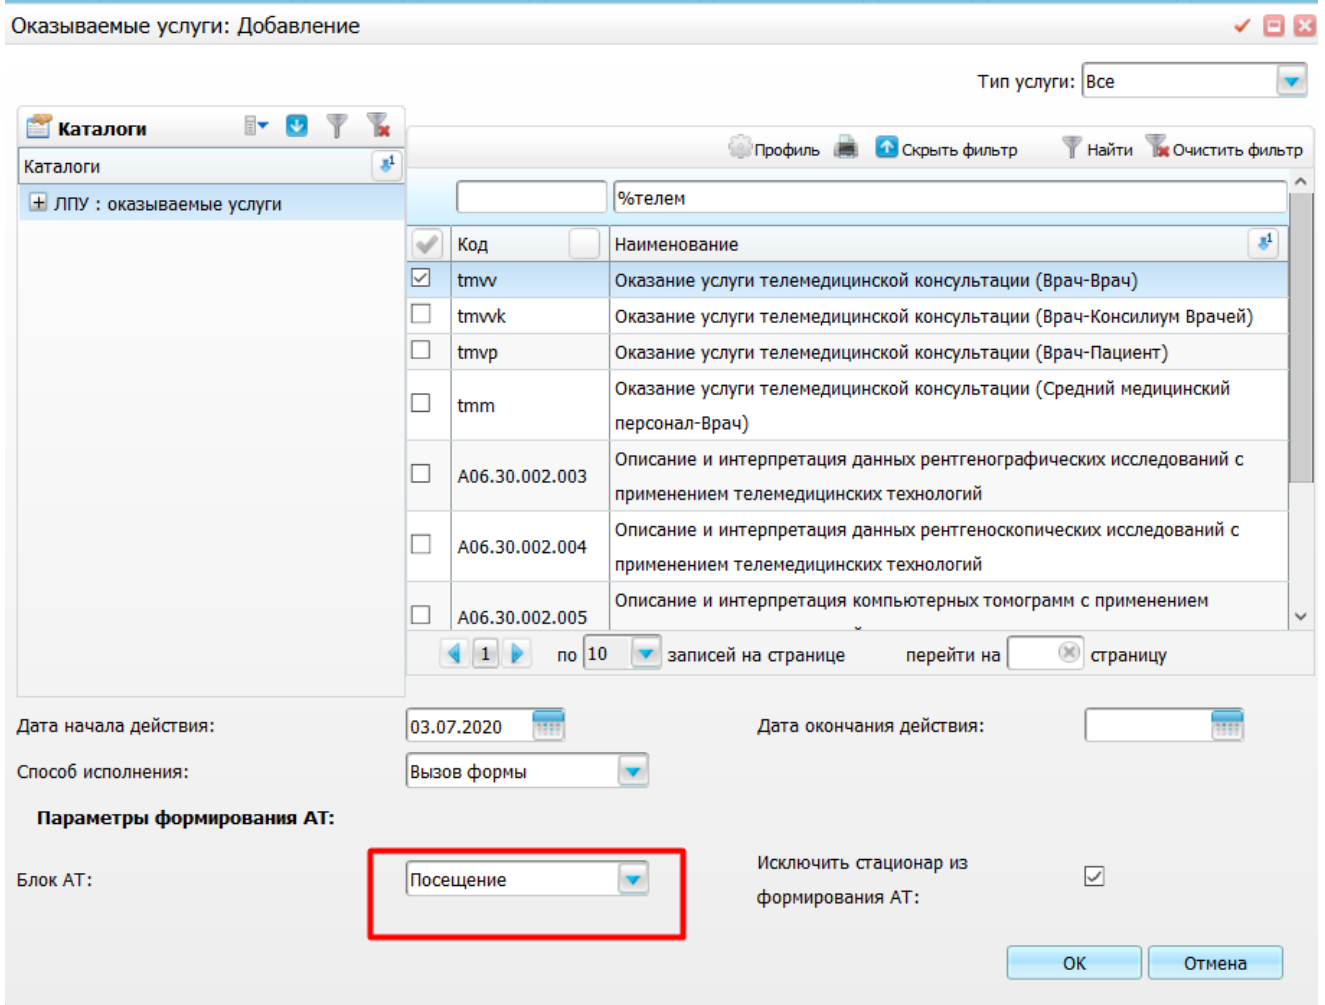 Оказываемые услуги: Добавление
Тип услуги: Все
Каталоги
Каталоги
ЛПУ : оказываемые услуги
Профиль Скрыть фильтр Найти Очистить фильтр
%телем
Код Наименование
tmvv Оказание услуги телемедицинской консультации (Врач-Врач)
tmvvk Оказание услуги телемедицинской консультации (Врач-Консилиум Врачей)
tmvp Оказание услуги телемедицинской консультации (Врач-Пациент)
tmm Оказание услуги телемедицинской консультации (Средний медицинский
персонал-Врач)
A06.30.002.003 Описание и интерпретация данных рентгенографических исследований с
применением телемедицинских технологий
A06.30.002.004 Описание и интерпретация данных рентгеноскопических исследований с
применением телемедицинских технологий
A06.30.002.005 Описание и интерпретация компьютерных томограмм с применением
1 по 10 записей на странице перейти на страницу
Дата начала действия: 03.07.2020 Дата окончания действия:
Способ исполнения: Вызов формы
Параметры формирования АТ:
Блок АТ: Посещение Исключить стационар из
формирования АТ:
ОК Отмена